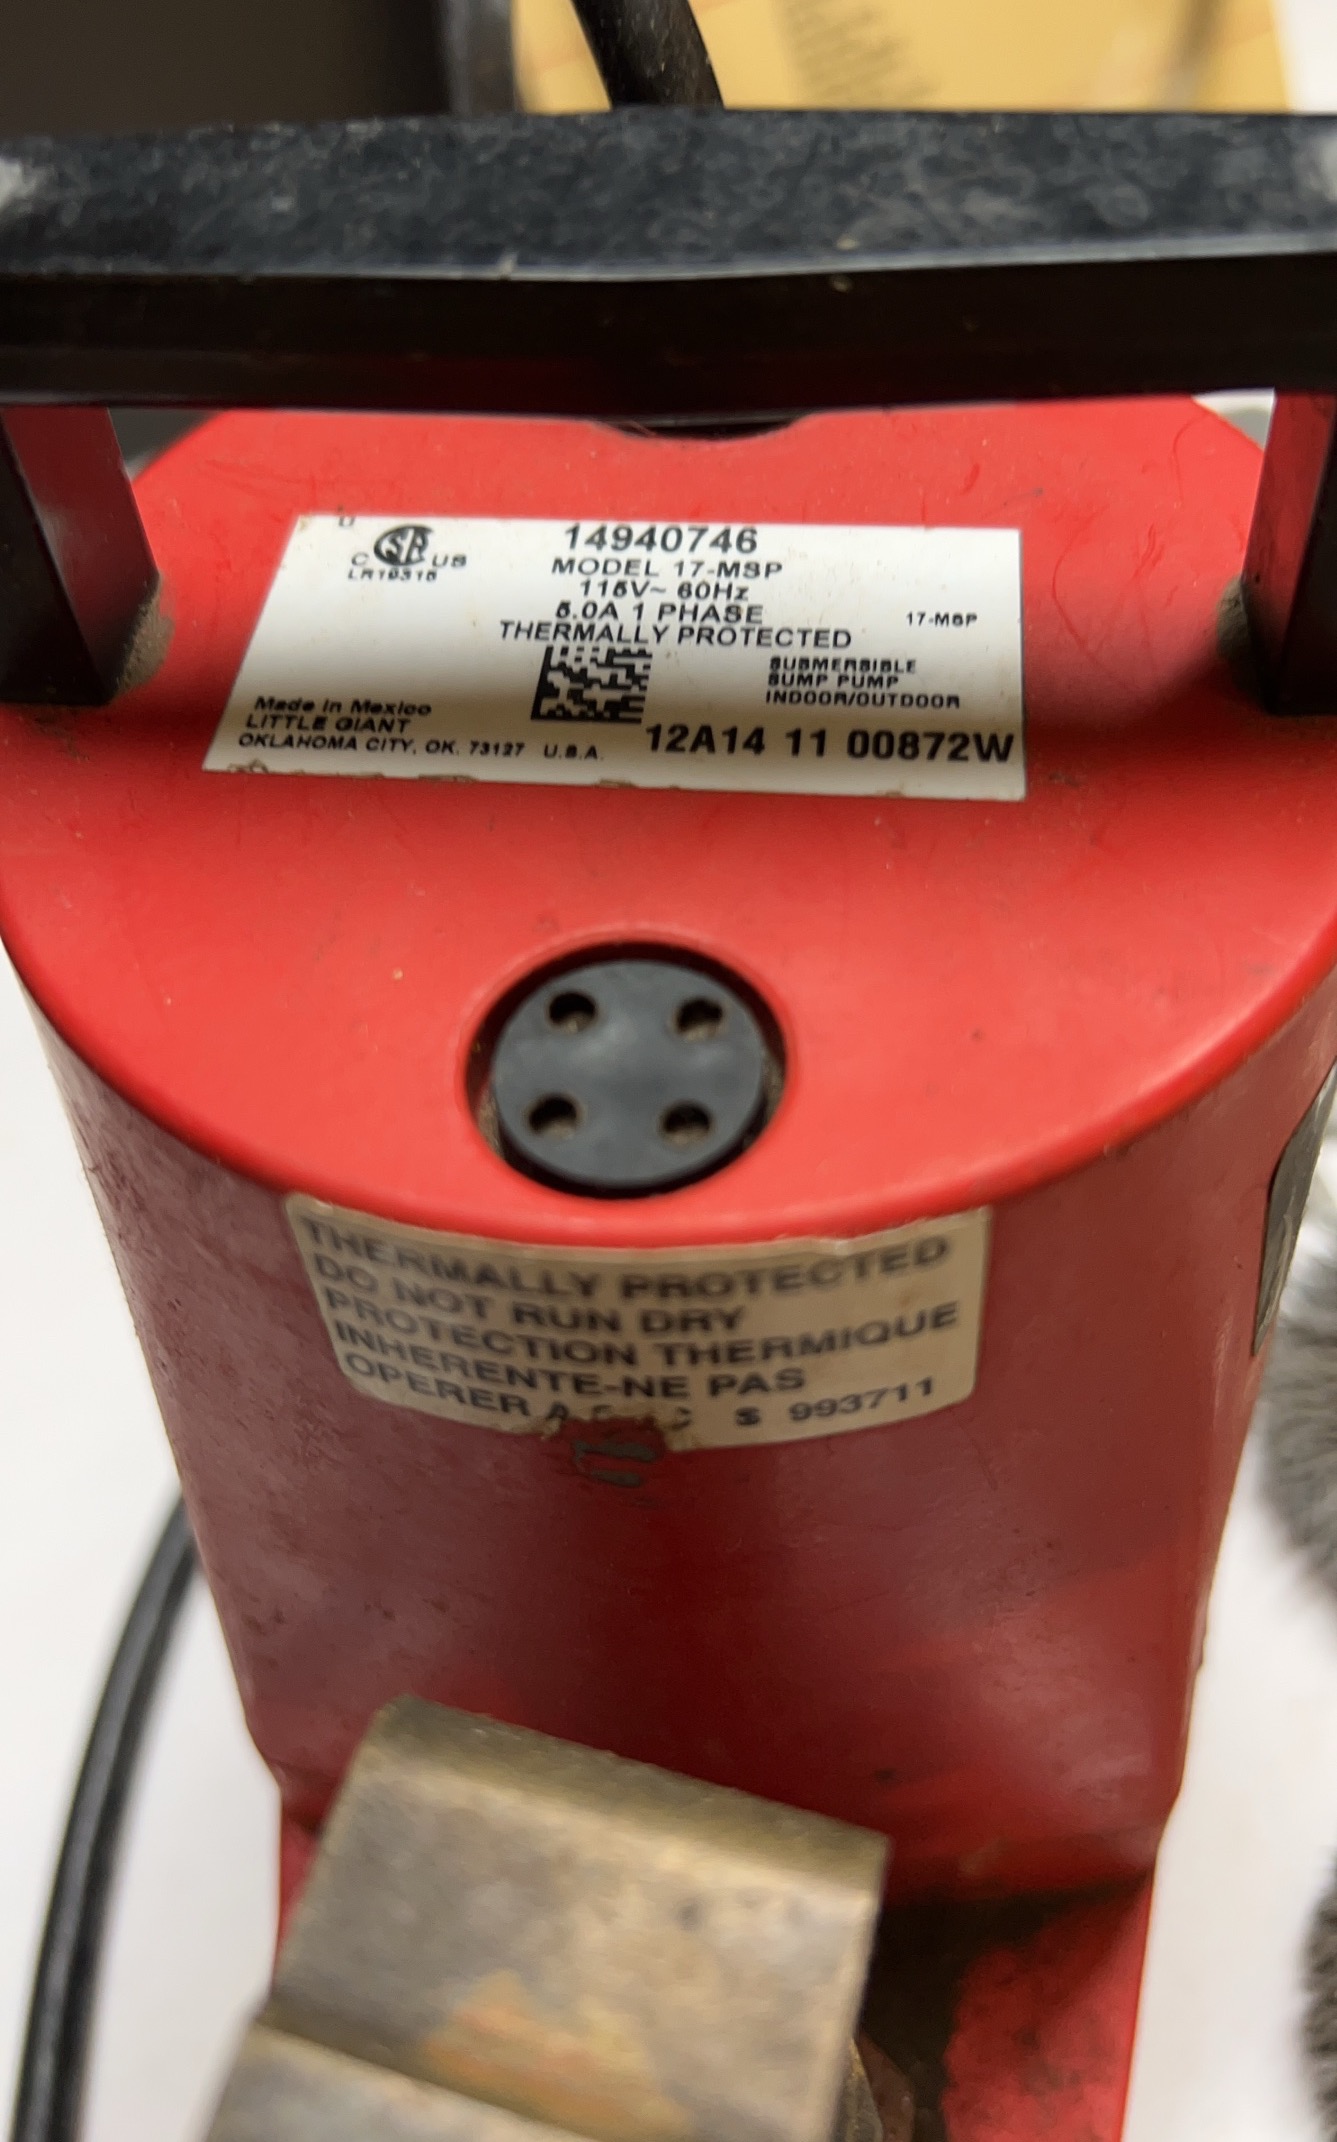 C SA US
LR19315
14940746
MODEL 17-MSP
115V~ 60Hz
5.0A 1 PHASE
THERMALLY PROTECTED
17-MSP
SUBMERSIBLE
SUMP PUMP
INDOOR/OUTDOOR
Made in Mexico
LITTLE GIANT
OKLAHOMA CITY, OK. 73127 U.S.A.
12A14 11 00872W
THERMALLY PROTECTED
DO NOT RUN DRY
PROTECTION THERMIQUE
INHERENTE-NE PAS
OPERER A S 993711